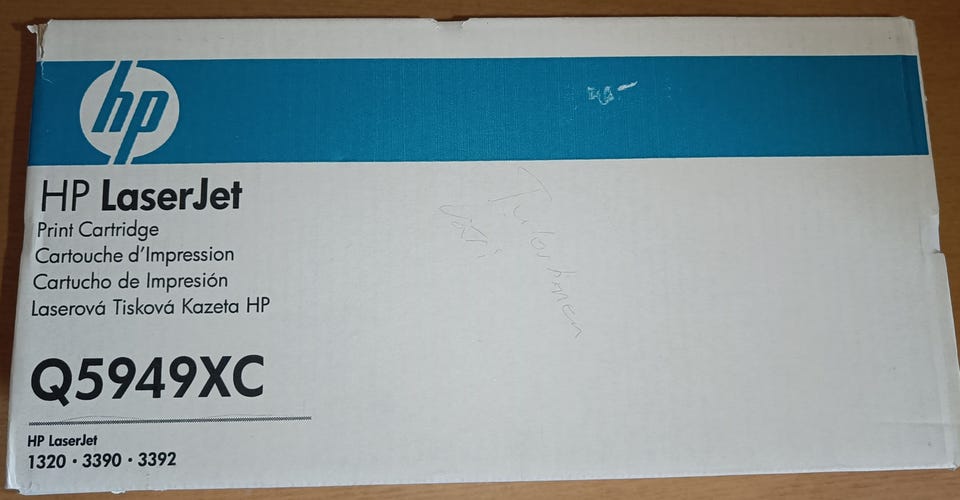 hp
HP LaserJet
Print Cartridge
Cartouche d'Impression
Cartucho de Impresión
Laserová Tisková Kazeta HP
Q5949XC
HP LaserJet
1320 · 3390 · 3392